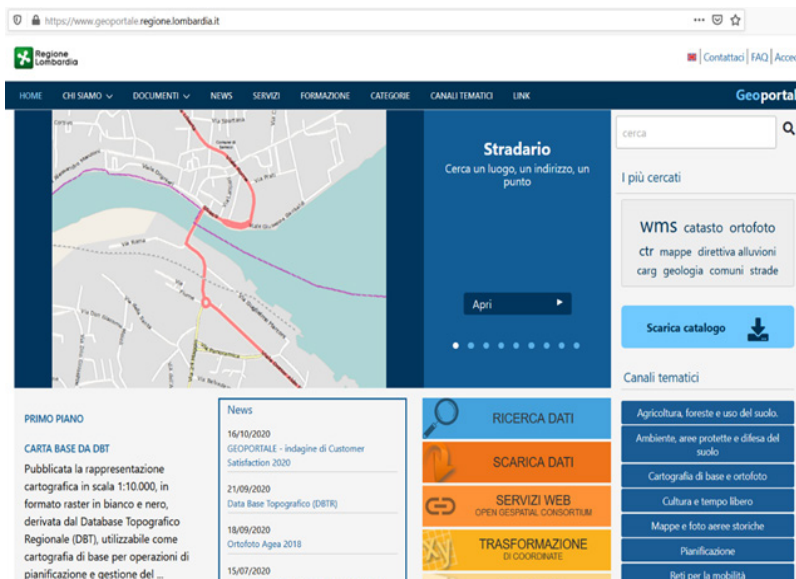 https://www.geoportale.regione.lombardia.it
Regione
Lombardia
Contattaci | FAQ | Acced
HOME CHI SIAMO DOCUMENTI NEWS SERVIZI FORMAZIONE CATEGORIE CANALI TEMATICI LINK
Geoportal
Stradario
Cerca un luogo, un indirizzo, un
punto
Apri
cerca
I più cercati
wms catasto ortofoto
ctr mappe direttiva alluvioni
carg geologia comuni strade
Scarica catalogo
Canali tematici
Agricoltura, foreste e uso del suolo.
Ambiente, aree protette e difesa del
suolo
Cartografia di base e ortofoto
Cultura e tempo libero
Mappe e foto aeree storiche
Pianificazione
Reti per la mobilità
PRIMO PIANO
CARTA BASE DA DBT
Pubblicata la rappresentazione
cartografica in scala 1:10.000, in
formato raster in bianco e nero,
derivata dal Database Topografico
Regionale (DBT), utilizzabile come
cartografia di base per operazioni di
pianificazione e gestione del ...
News
16/10/2020
GEOPORTALE - indagine di Customer
Satisfaction 2020
21/09/2020
Data Base Topografico (DBTR)
18/09/2020
Ortofoto Agea 2018
15/07/2020
RICERCA DATI
SCARICA DATI
SERVIZI WEB
OPEN GESPATIAL CONSORTIUM
TRASFORMAZIONE
DI COORDINATE